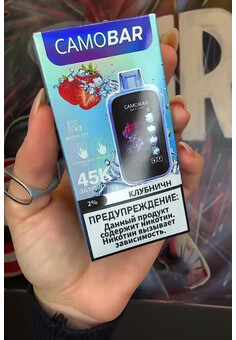 CAMOBAR
CAMOBAR
45K
КЛУБНИЧН
2%
ПРЕДУПРЕЖДЕНИЕ:
Данный продукт
содержит никотин.
Никотин вызывает
зависимость.